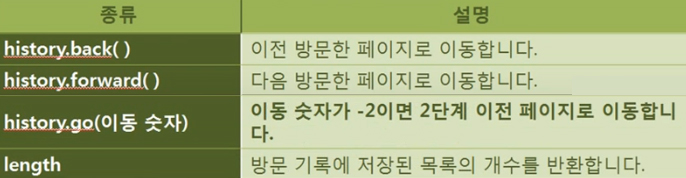 종류 설명
history.back( ) 이전 방문한 페이지로 이동합니다.
history.forward( ) 다음 방문한 페이지로 이동합니다.
history.go(이동 숫자) 이동 숫자가 -2이면 2단계 이전 페이지로 이동합니
다.
length 방문 기록에 저장된 목록의 개수를 반환합니다.